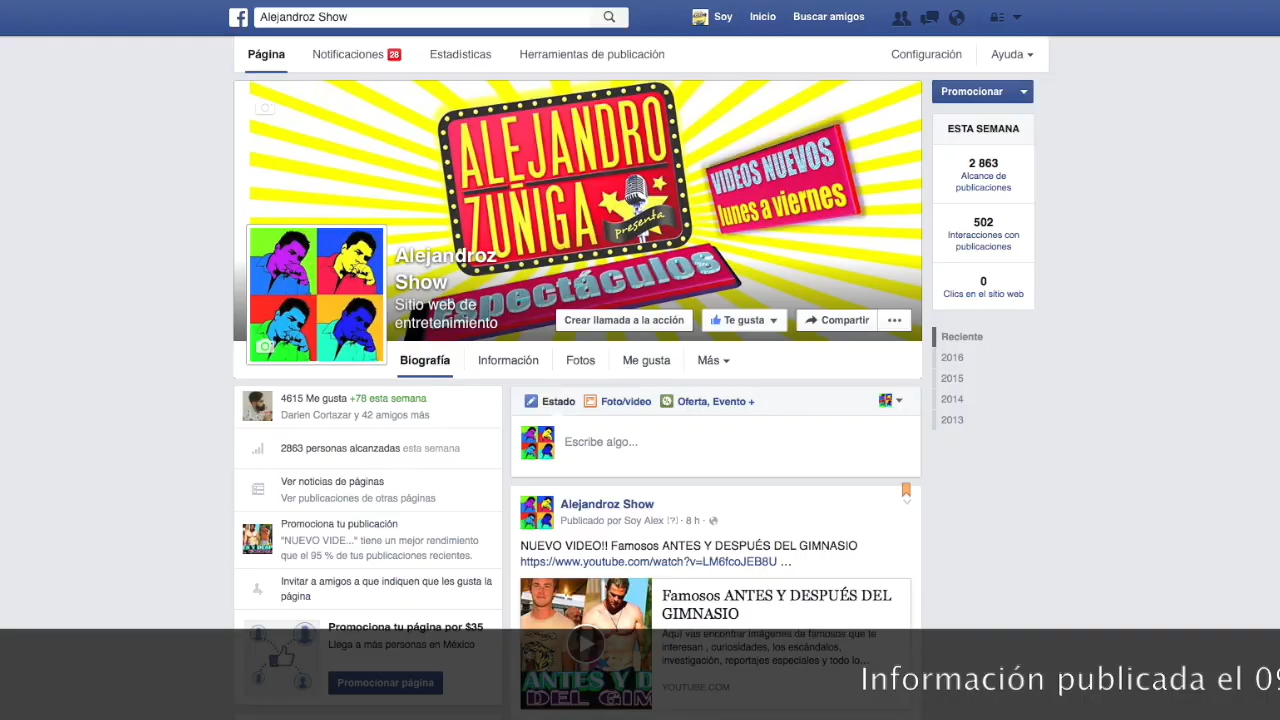 Alejandroz Show
Soy Inicio Buscar amigos
Página Notificaciones 28 Estadísticas Herramientas de publicación Configuración Ayuda
ALEJANDRO
ZUÑIGA
presenta
VIDEOS NUEVOS
lunes a viernes
espectáculos
Alejandroz
Show
Sitio web de
entretenimiento
Crear llamada a la acción Te gusta Compartir
Biografía Información Fotos Me gusta Más
Promocionar
ESTA SEMANA
2 863
Alcance de
publicaciones
502
Interacciones con
publicaciones
0
Clics en el sitio web
Reciente
2016
2015
2014
2013
4615 Me gusta +78 esta semana
Darien Cortazar y 42 amigos más
2863 personas alcanzadas esta semana
Ver noticias de páginas
Ver publicaciones de otras páginas
Promociona tu publicación
"NUEVO VIDE..." tiene un mejor rendimiento
que el 95 % de tus publicaciones recientes.
Invitar a amigos a que indiquen que les gusta la
página
Promociona tu página por $35
Llega a más personas en México
Promocionar página
Estado Foto/video Oferta, Evento +
Escribe algo...
Alejandroz Show
Publicado por Soy Alex [?] · 8 h ·
NUEVO VIDEO!! Famosos ANTES Y DESPUÉS DEL GIMNASIO
https://www.youtube.com/watch?v=LM6fcoJEB8U ...
Famosos ANTES Y DESPUÉS DEL
GIMNASIO
Aquí vas encontrar imágenes de famosos que te
interesan , curiosidades, los escándalos,
investigación, reportajes especiales y todo lo...
YOUTUBE.COM
ANTES Y D
DEL GIM
Información publicada el 09